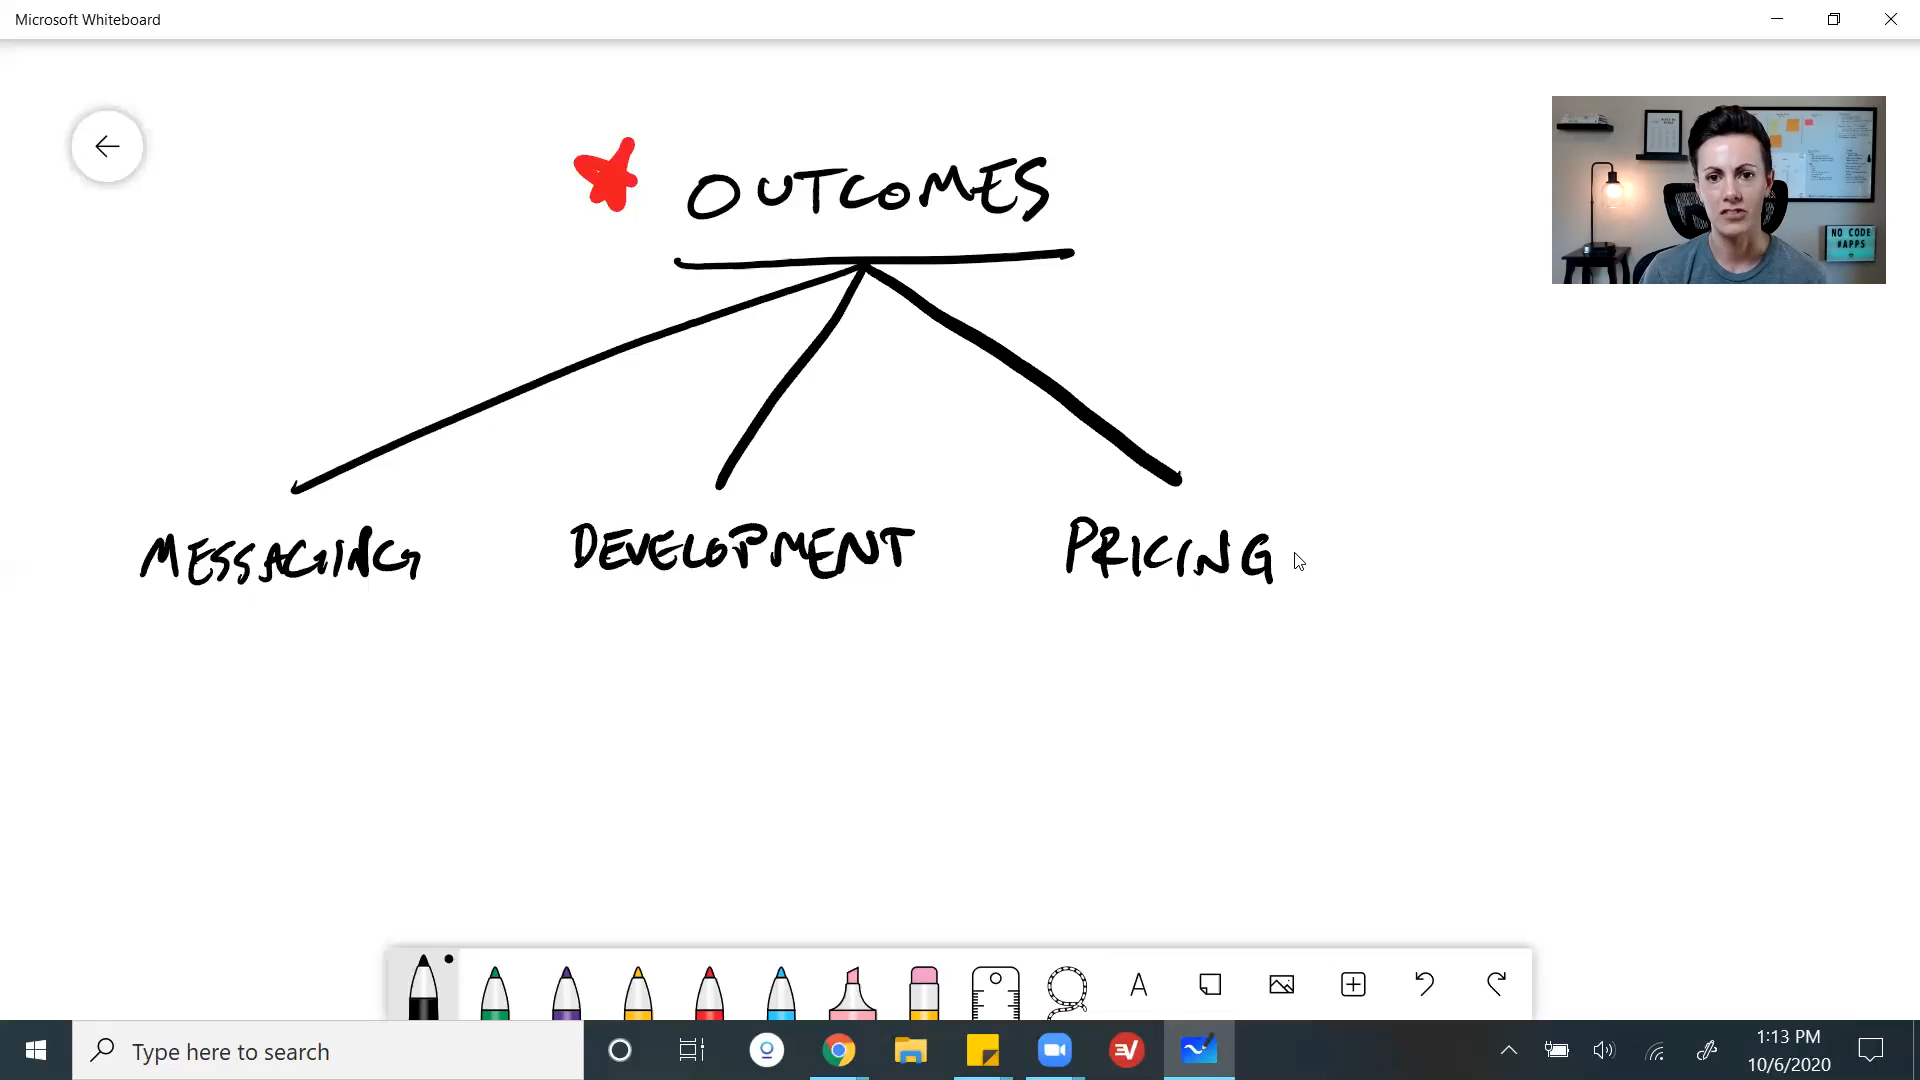 Microsoft Whiteboard
OUTCOMES
NO CODE
#APPS
MESSAGING DEVELOPMENT PRICING
A
Type here to search
1:13 PM
10/6/2020